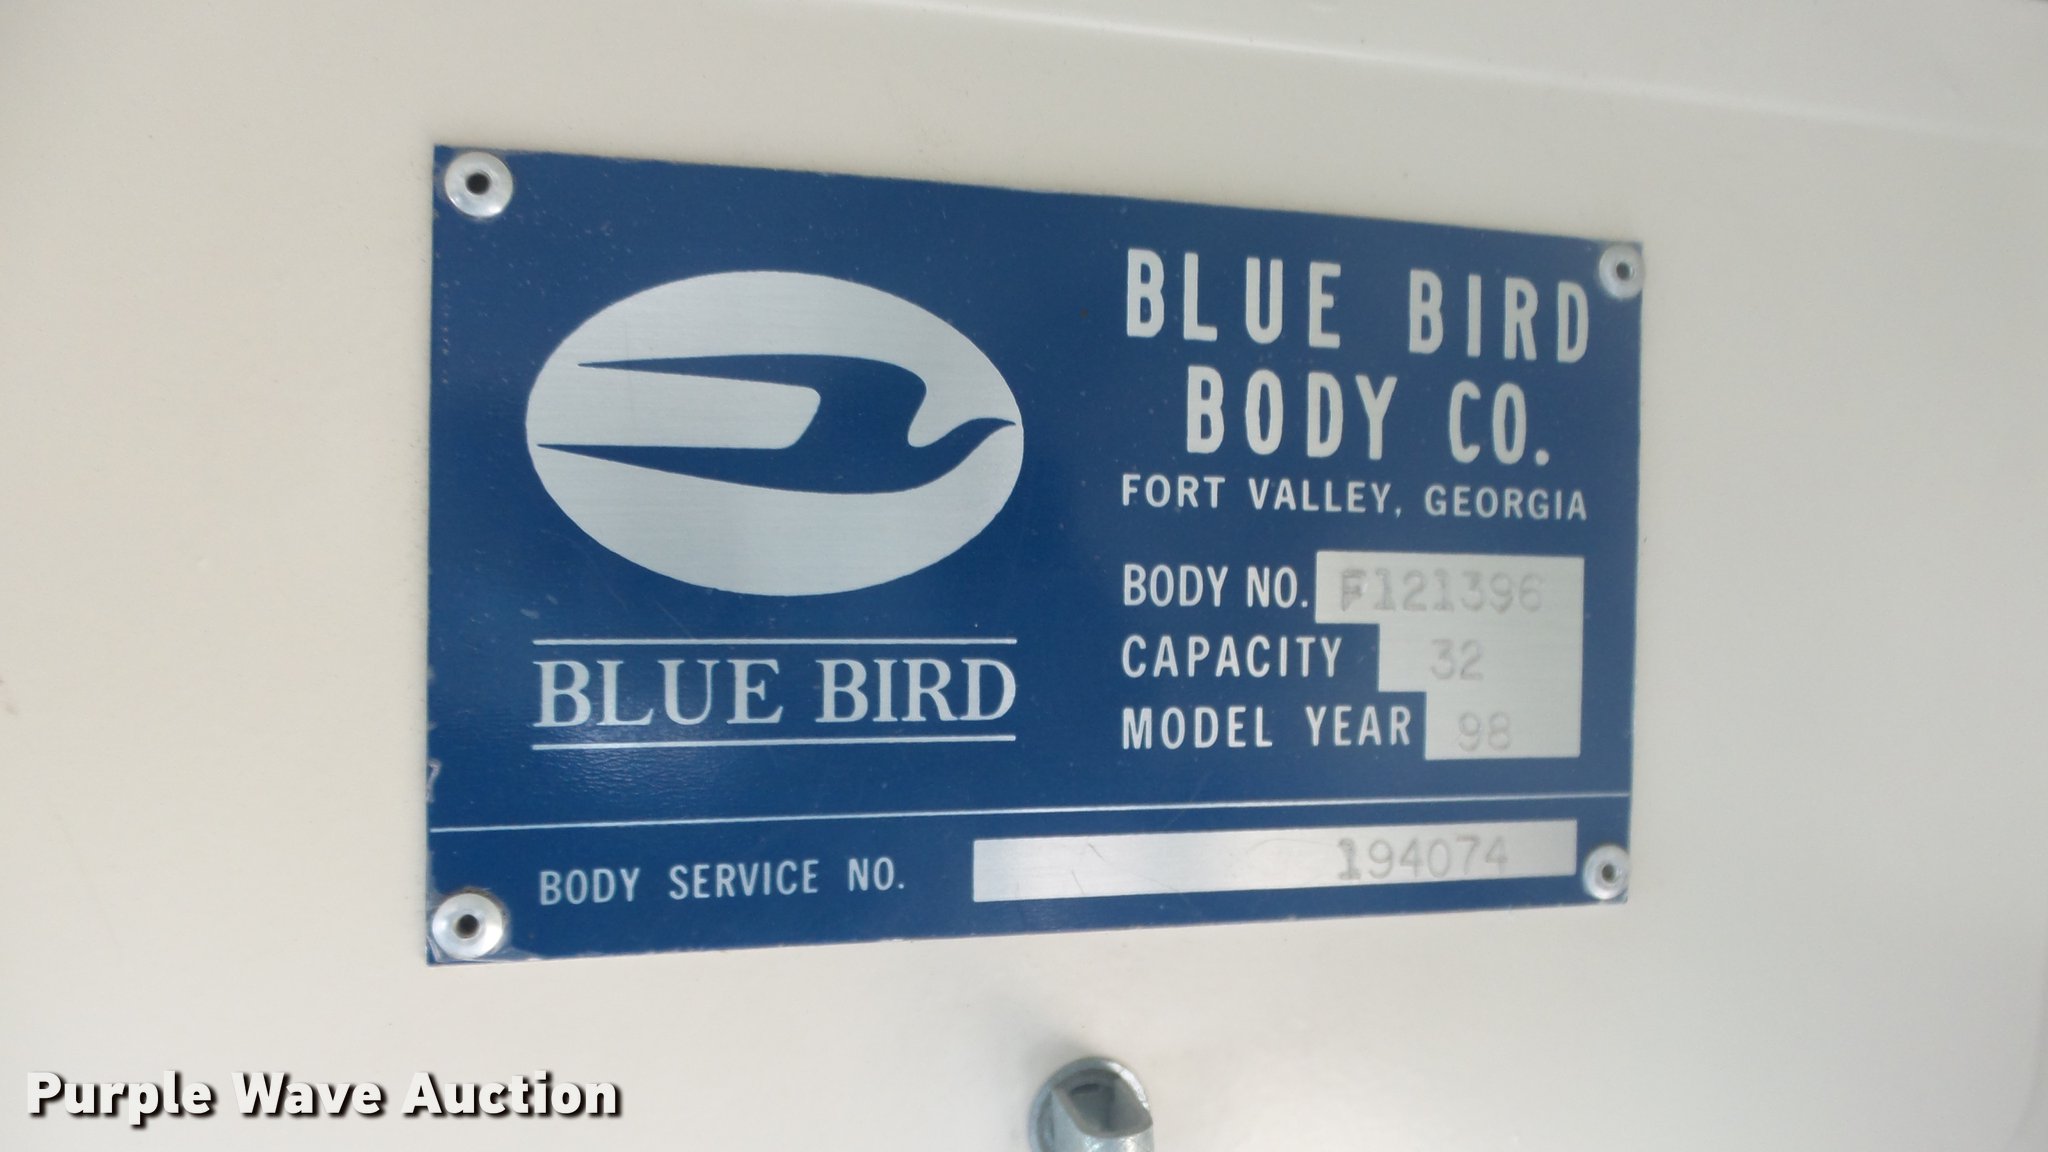 BLUE BIRD
BODY CO.
FORT VALLEY, GEORGIA
BODY NO. F121396
CAPACITY 32
MODEL YEAR 98
BLUE BIRD
BODY SERVICE NO. 194074
Purple Wave Auction